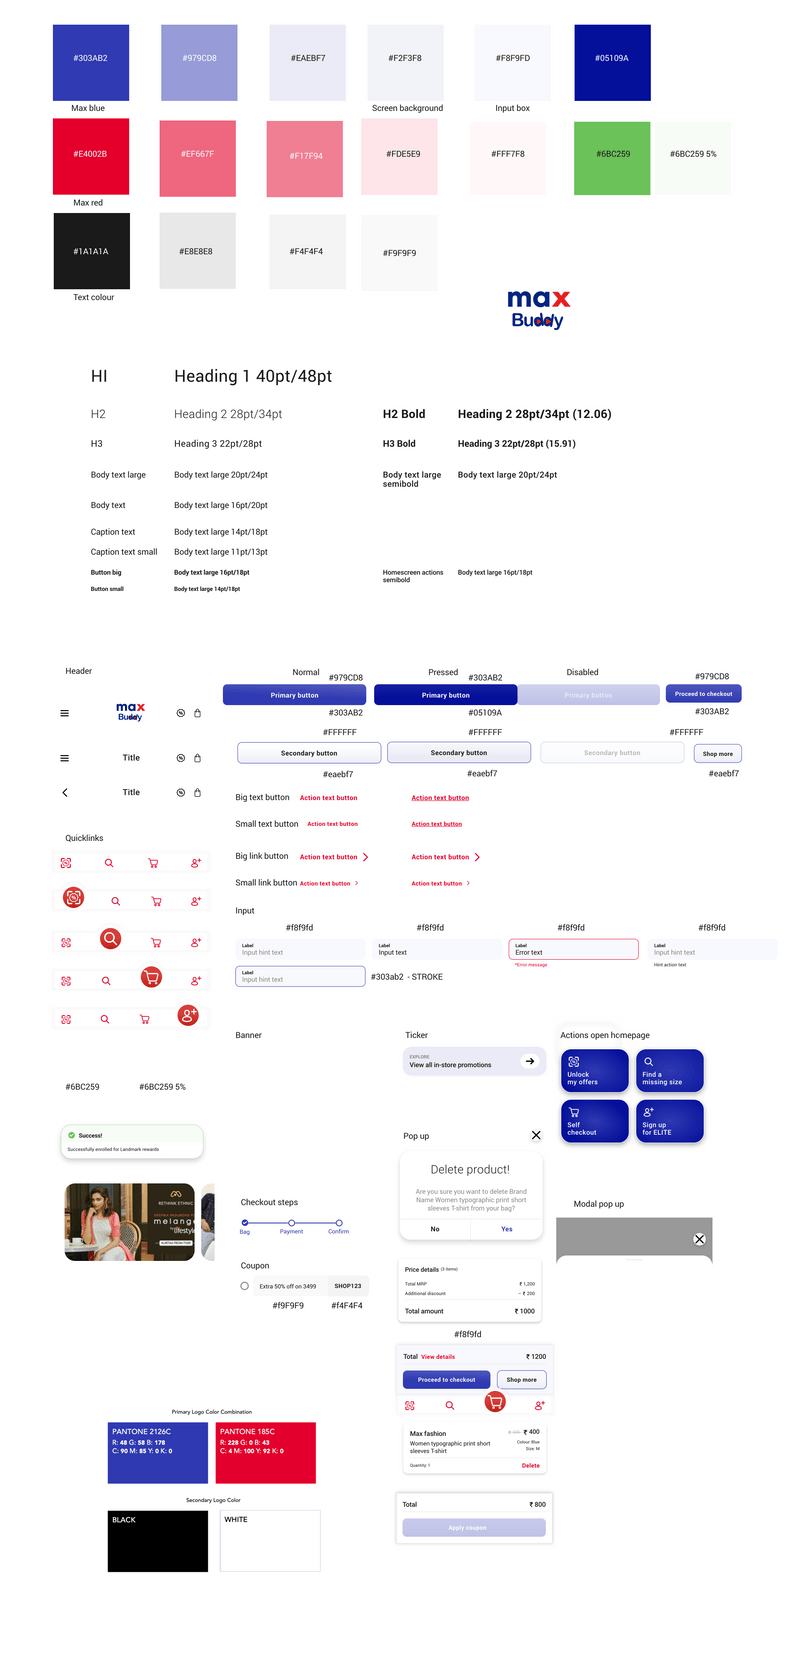 #303AB2
#979CD8
#EAEBF7
#F2F3F8
#F8F9FD
#05109A
Max blue
Screen background
Input box
#E4002B
#EF667F
#F17F94
#FDE5E9
#FFF7F8
#6BC259
#6BC259 5%
Max red
#1A1A1A
#E8E8E8
#F4F4F4
#F9F9F9
Text colour
max
Buddy
HI
Heading 1 40pt/48pt
H2
Heading 2 28pt/34pt
H2 Bold
Heading 2 28pt/34pt (12.06)
H3
Heading 3 22pt/28pt
H3 Bold
Heading 3 22pt/28pt (15.91)
Body text large
Body text large 20pt/24pt
Body text large
semibold
Body text large 20pt/24pt
Body text
Body text large 16pt/20pt
Caption text
Body text large 14pt/18pt
Caption text small
Body text large 11pt/13pt
Button big
Body text large 16pt/18pt
Homescreen actions
semibold
Body text large 16pt/18pt
Button small
Body text large 14pt/18pt
Header
max
Buddy
Title
Title
Quicklinks
Normal
#979CD8
Pressed
#303AB2
Disabled
#979CD8
Primary button
Primary button
Primary button
Proceed to checkout
#303AB2
#05109A
#303AB2
#FFFFFF
#FFFFFF
#FFFFFF
Secondary button
Secondary button
Secondary button
Shop more
#eaebf7
#eaebf7
#eaebf7
Big text button
Action text button
Action text button
Small text button
Action text button
Action text button
Big link button
Action text button
Action text button
Small link button
Action text button
Action text button
Input
#f8f9fd
#f8f9fd
#f8f9fd
#f8f9fd
Label
Input hint text
Label
Input text
Label
Error text
*Error message
Label
Input hint text
Hint action text
Label
Input hint text
#303ab2 - STROKE
Banner
Ticker
EXPLORE
View all in-store promotions
Actions open homepage
Unlock
my offers
Find a
missing size
Self
checkout
Sign up
for ELITE
#6BC259
#6BC259 5%
Success!
Successfully enrolled for Landmark rewards
RETHINK ETHNIC
melange
by lifestyle
Checkout steps
Bag
Payment
Confirm
Coupon
Extra 50% off on 3499
SHOP123
#f9F9F9
#f4F4F4
Pop up
Delete product!
Are you sure you want to delete Brand
Name Women typographic print short
sleeves T-shirt from your bag?
No
Yes
Modal pop up
Price details (3 items)
Total MRP
₹ 1,200
Additional discount
- ₹ 200
Total amount
₹ 1000
#f8f9fd
Total View details
₹ 1200
Proceed to checkout
Shop more
Max fashion
₹ 400
Women typographic print short
sleeves T-shirt
Colour: Blue
Size: M
Quantity: 1
Delete
Total
₹ 800
Apply coupon
Primary Logo Color Combination
PANTONE 2126C
R: 48 G: 58 B: 178
C: 90 M: 85 Y: 0 K: 0
PANTONE 185C
R: 228 G: 0 B: 43
C: 4 M: 100 Y: 92 K: 0
Secondary Logo Color
BLACK
WHITE